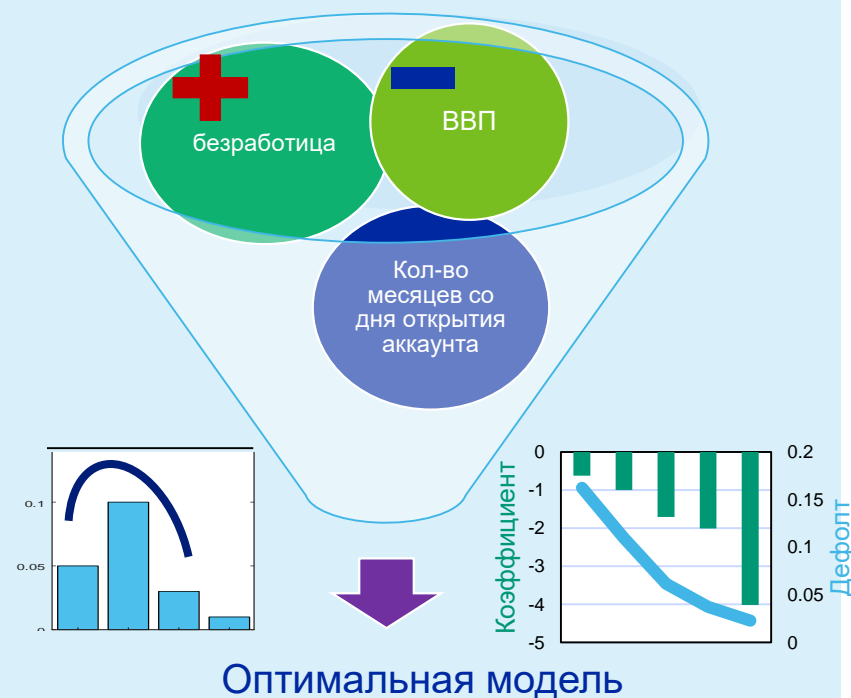 безработица
ВВП
Кол-во
месяцев со
дня открытия
аккаунта
0.1
0.05
0
Коэффициент
0
-1
-2
-3
-4
-5
0.2
0.15
0.1
0.05
0
Дефолт
Оптимальная модель